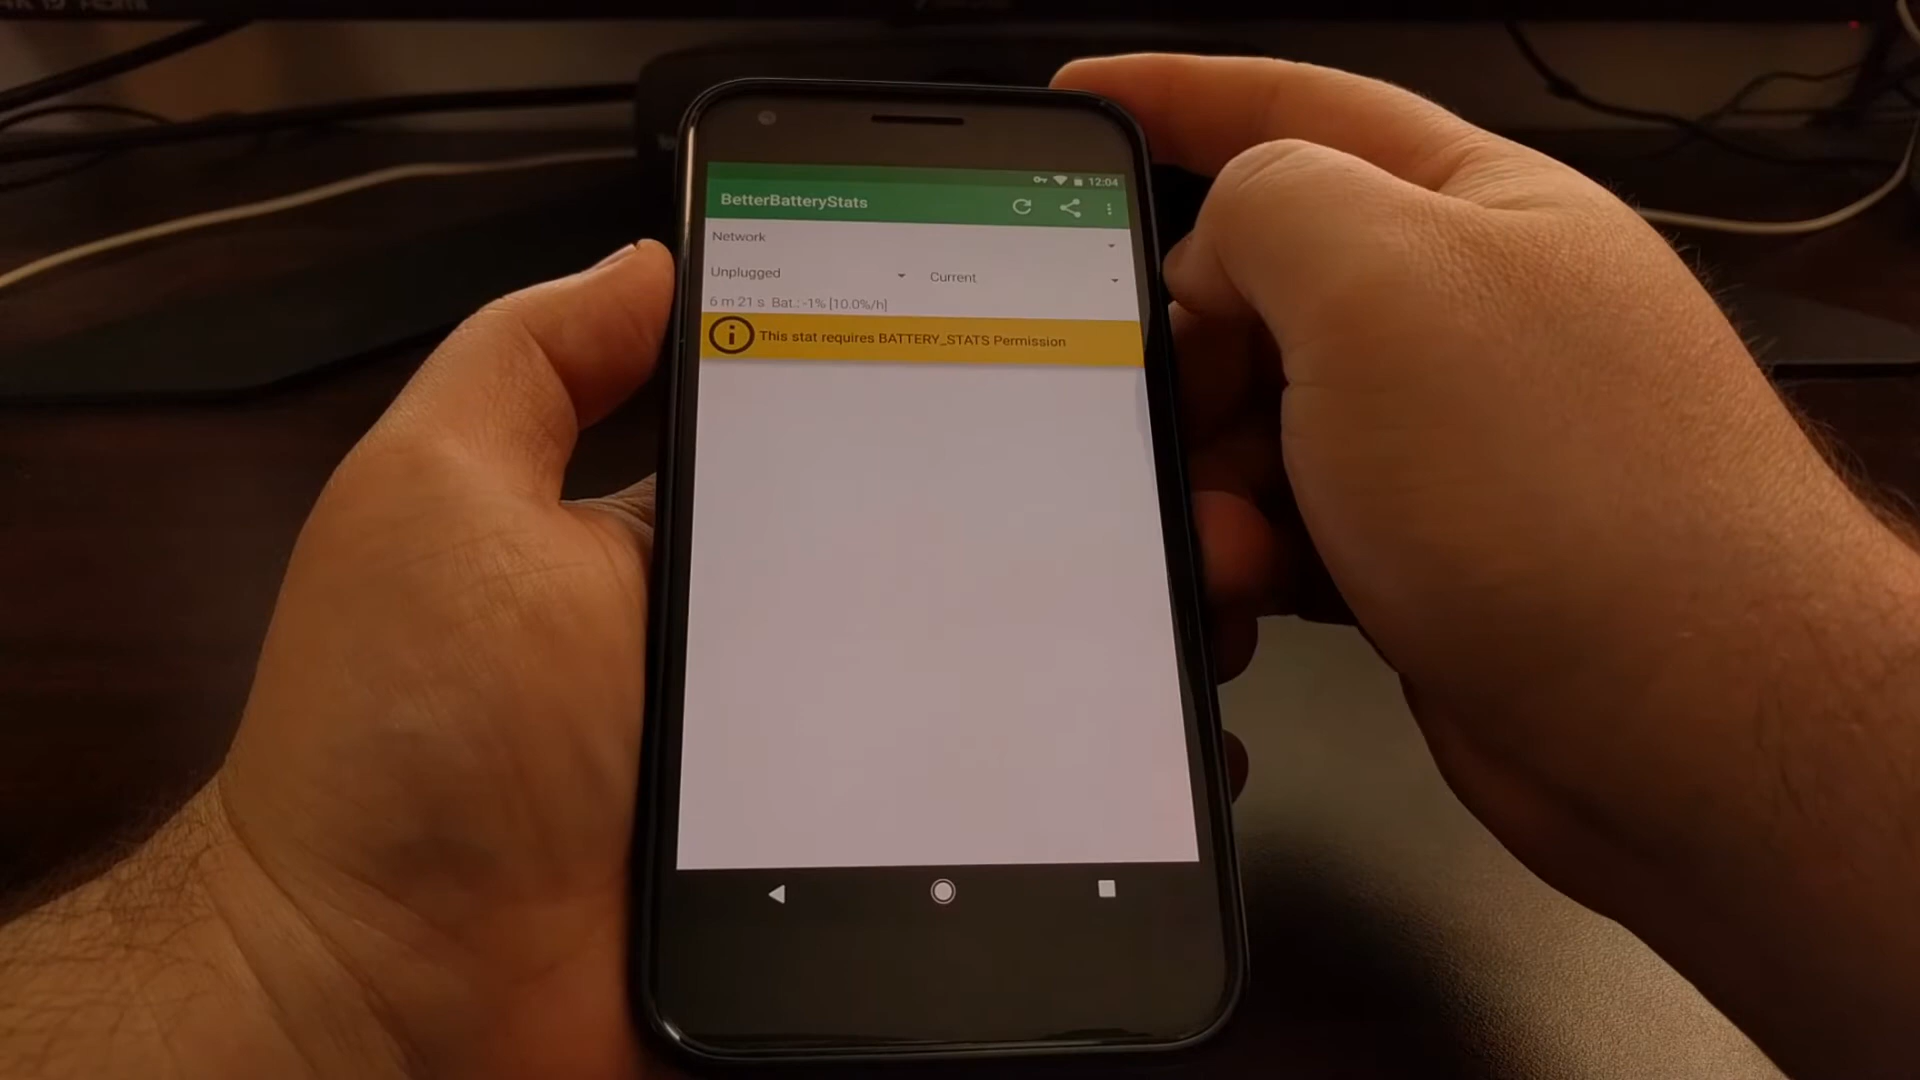 12:04
BetterBatteryStats
Network
Unplugged
Current
6 m 21 s Bat.: -1% [10.0%/h]
This stat requires BATTERY_STATS Permission